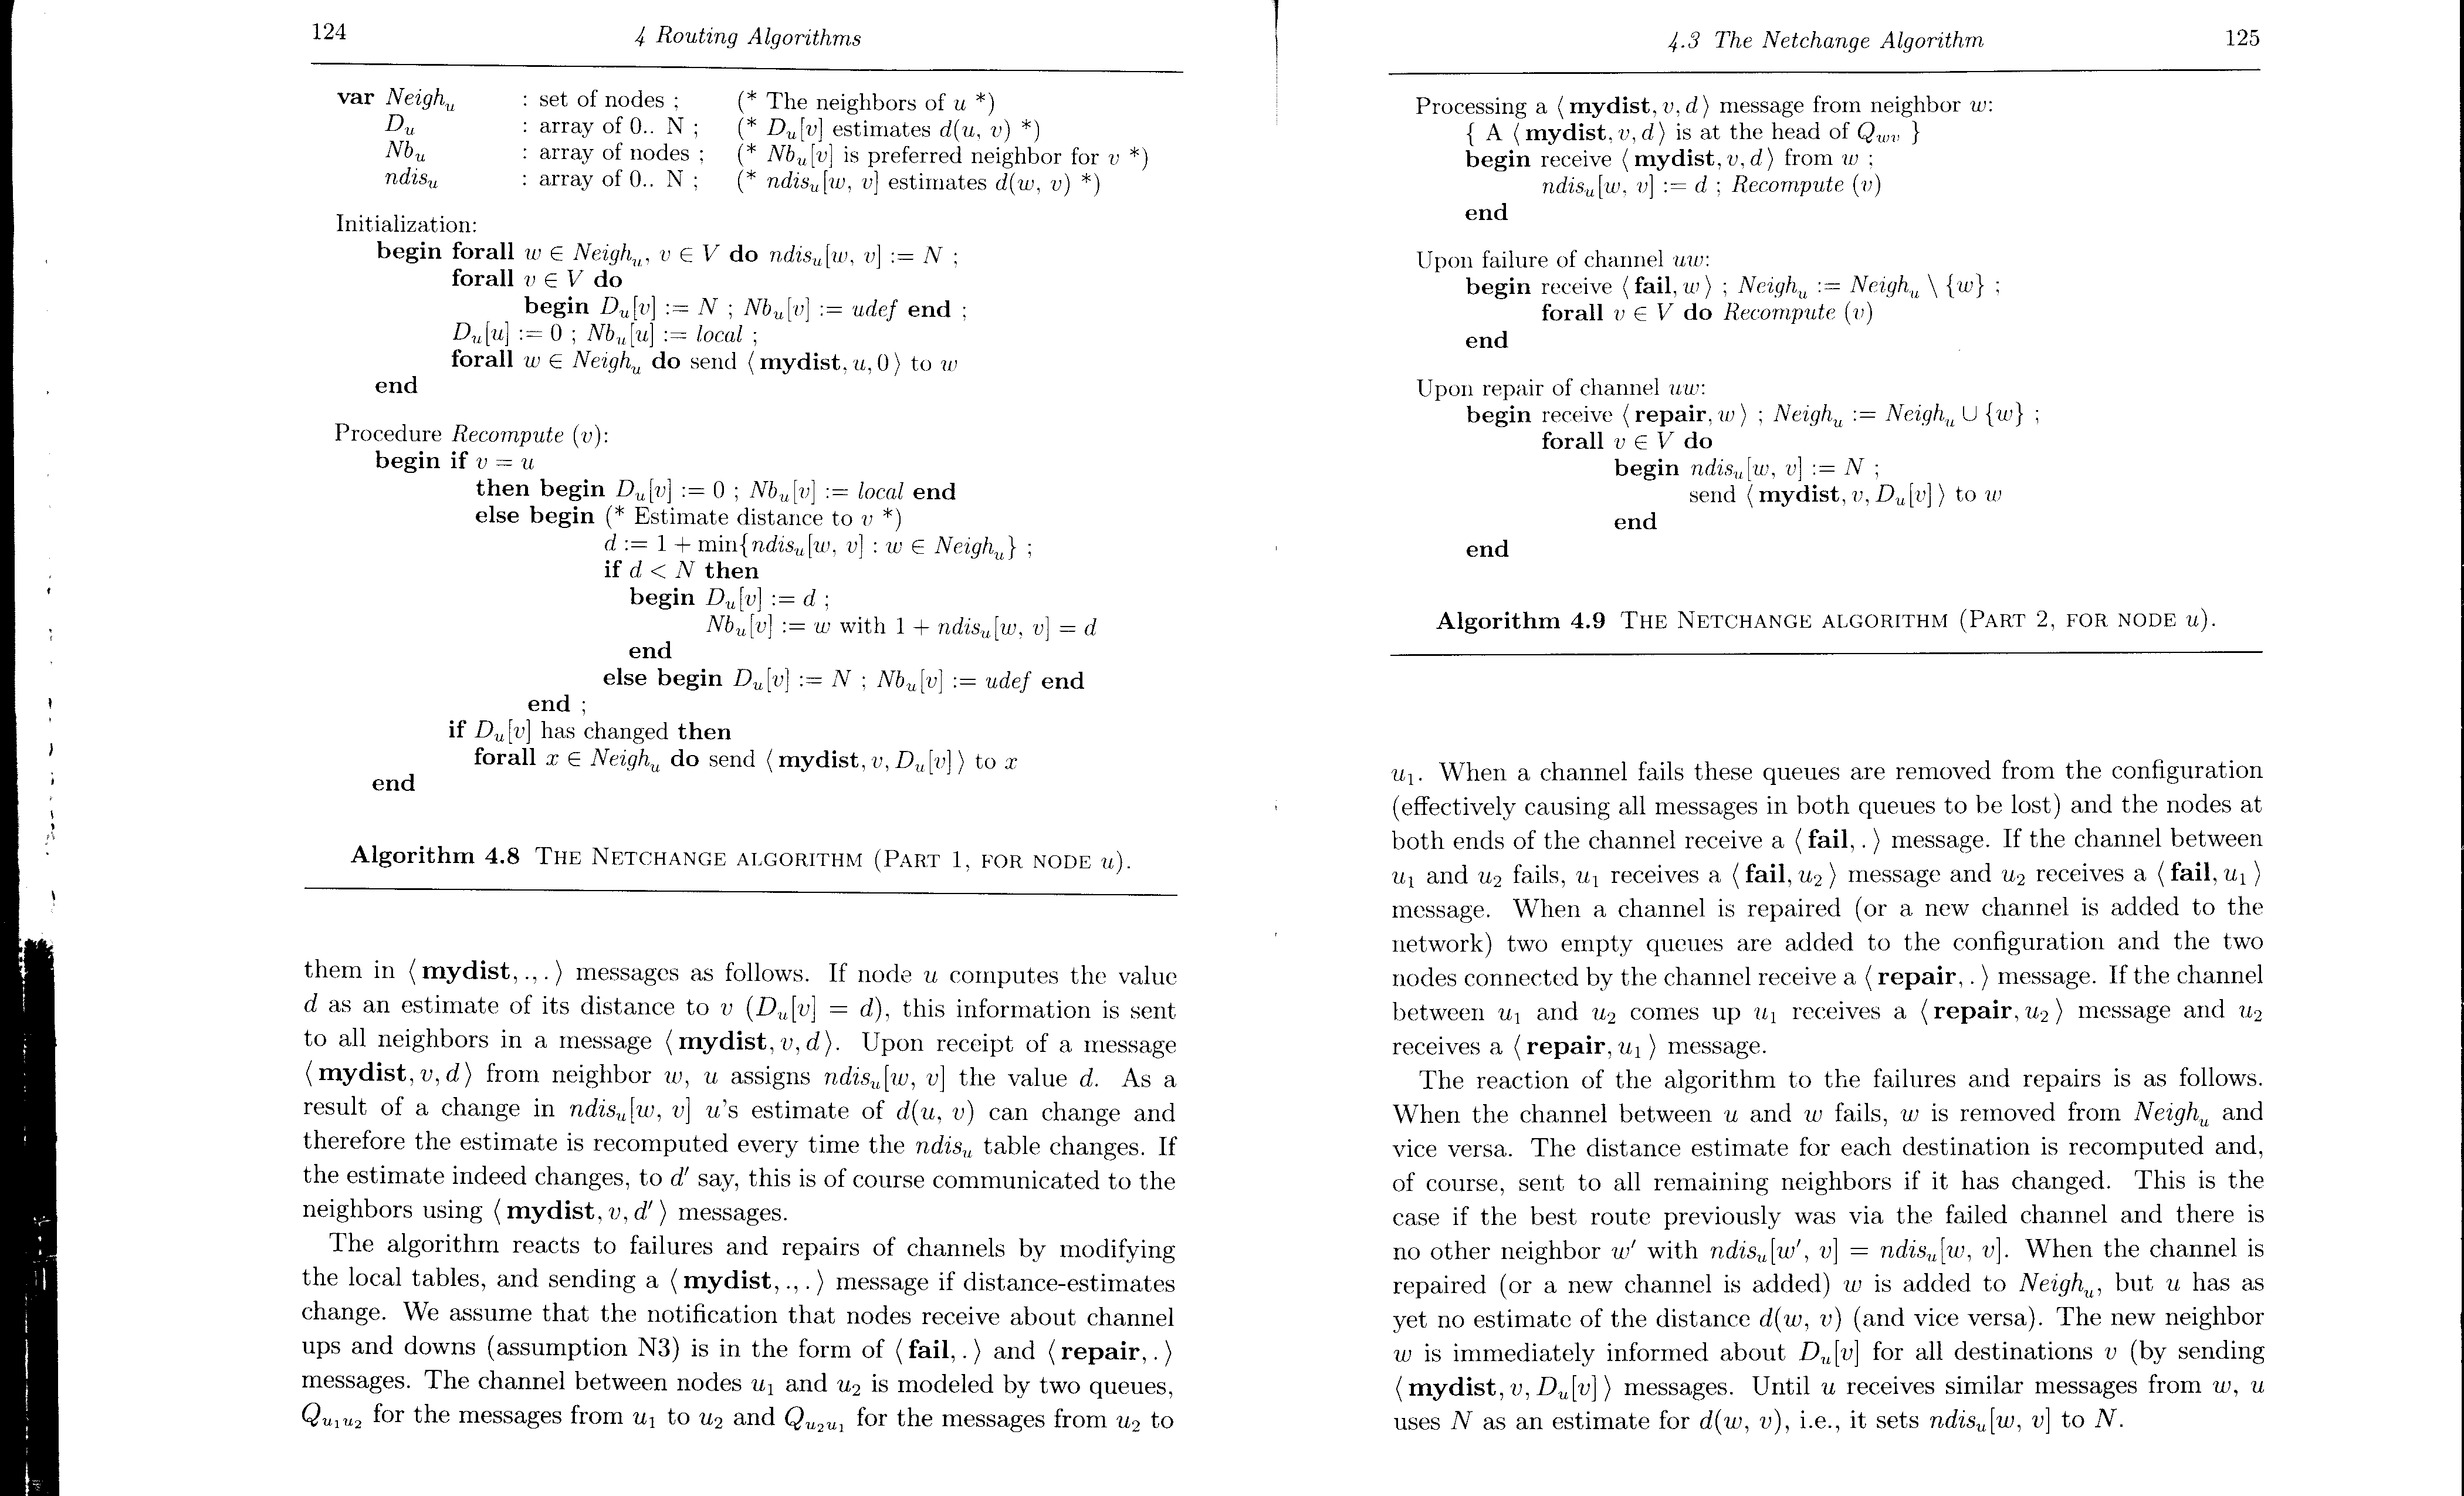 124
4 Routing Algorithms
var Neigh_u : set of nodes ; (* The neighbors of u *)
D_u : array of 0.. N ; (* D_u[v] estimates d(u, v) *)
Nb_u : array of nodes ; (* Nb_u[v] is preferred neighbor for v *)
ndis_u : array of 0.. N ; (* ndis_u[w, v] estimates d(w, v) *)
Initialization:
begin forall w ∈ Neigh_u, v ∈ V do ndis_u[w, v] := N ;
forall v ∈ V do
begin D_u[v] := N ; Nb_u[v] := udef end ;
D_u[u] := 0 ; Nb_u[u] := local ;
forall w ∈ Neigh_u do send ⟨mydist, u, 0⟩ to w
end
Procedure Recompute (v):
begin if v = u
then begin D_u[v] := 0 ; Nb_u[v] := local end
else begin (* Estimate distance to v *)
d := 1 + min{ndis_u[w, v] : w ∈ Neigh_u} ;
if d < N then
begin D_u[v] := d ;
Nb_u[v] := w with 1 + ndis_u[w, v] = d
end
else begin D_u[v] := N ; Nb_u[v] := udef end
end ;
if D_u[v] has changed then
forall x ∈ Neigh_u do send ⟨mydist, v, D_u[v]⟩ to x
end
Algorithm 4.8 THE NETCHANGE ALGORITHM (PART 1, FOR NODE u).
them in ⟨mydist, ., .⟩ messages as follows. If node u computes the value
d as an estimate of its distance to v (D_u[v] = d), this information is sent
to all neighbors in a message ⟨mydist, v, d⟩. Upon receipt of a message
⟨mydist, v, d⟩ from neighbor w, u assigns ndis_u[w, v] the value d. As a
result of a change in ndis_u[w, v] u's estimate of d(u, v) can change and
therefore the estimate is recomputed every time the ndis_u table changes. If
the estimate indeed changes, to d′ say, this is of course communicated to the
neighbors using ⟨mydist, v, d′⟩ messages.
The algorithm reacts to failures and repairs of channels by modifying
the local tables, and sending a ⟨mydist, ., .⟩ message if distance-estimates
change. We assume that the notification that nodes receive about channel
ups and downs (assumption N3) is in the form of ⟨fail, .⟩ and ⟨repair, .⟩
messages. The channel between nodes u₁ and u₂ is modeled by two queues,
Q_u₁u₂ for the messages from u₁ to u₂ and Q_u₂u₁ for the messages from u₂ to
4.3 The Netchange Algorithm
125
Processing a ⟨mydist, v, d⟩ message from neighbor w:
{ A ⟨mydist, v, d⟩ is at the head of Q_wv }
begin receive ⟨mydist, v, d⟩ from w ;
ndis_u[w, v] := d ; Recompute (v)
end
Upon failure of channel uw:
begin receive ⟨fail, w⟩ ; Neigh_u := Neigh_u \ {w} ;
forall v ∈ V do Recompute (v)
end
Upon repair of channel uw:
begin receive ⟨repair, w⟩ ; Neigh_u := Neigh_u ∪ {w} ;
forall v ∈ V do
begin ndis_u[w, v] := N ;
send ⟨mydist, v, D_u[v]⟩ to w
end
end
Algorithm 4.9 THE NETCHANGE ALGORITHM (PART 2, FOR NODE u).
u₁. When a channel fails these queues are removed from the configuration
(effectively causing all messages in both queues to be lost) and the nodes at
both ends of the channel receive a ⟨fail, .⟩ message. If the channel between
u₁ and u₂ fails, u₁ receives a ⟨fail, u₂⟩ message and u₂ receives a ⟨fail, u₁⟩
message. When a channel is repaired (or a new channel is added to the
network) two empty queues are added to the configuration and the two
nodes connected by the channel receive a ⟨repair, .⟩ message. If the channel
between u₁ and u₂ comes up u₁ receives a ⟨repair, u₂⟩ message and u₂
receives a ⟨repair, u₁⟩ message.
The reaction of the algorithm to the failures and repairs is as follows.
When the channel between u and w fails, w is removed from Neigh_u and
vice versa. The distance estimate for each destination is recomputed and,
of course, sent to all remaining neighbors if it has changed. This is the
case if the best route previously was via the failed channel and there is
no other neighbor w′ with ndis_u[w′, v] = ndis_u[w, v]. When the channel is
repaired (or a new channel is added) w is added to Neigh_u, but u has as
yet no estimate of the distance d(w, v) (and vice versa). The new neighbor
w is immediately informed about D_u[v] for all destinations v (by sending
⟨mydist, v, D_u[v]⟩ messages. Until u receives similar messages from w, u
uses N as an estimate for d(w, v), i.e., it sets ndis_u[w, v] to N.